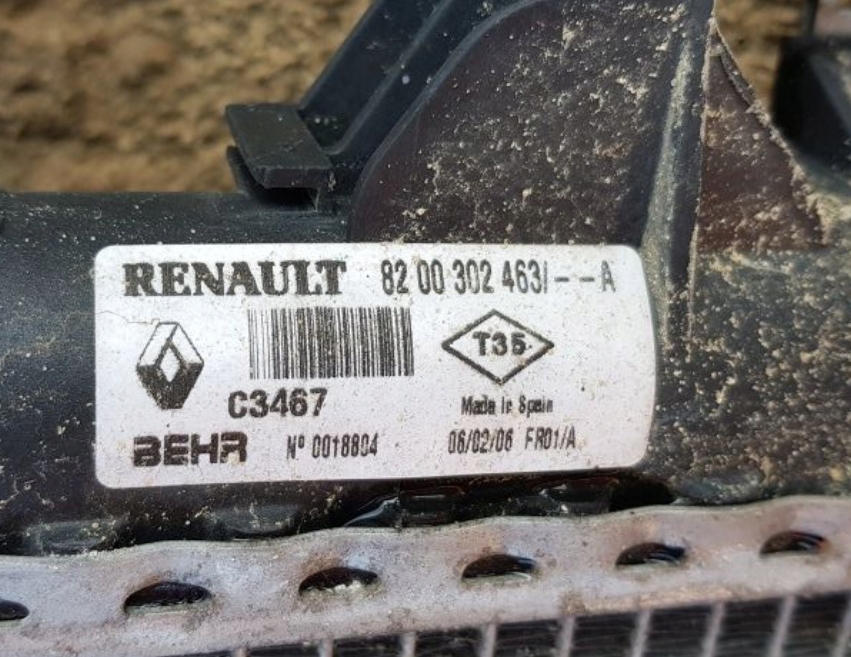 RENAULT 82 00 302 463/--A
T35
C3467
Made in Spain
BEHR Nº 0018804 06/02/06 FR01/A